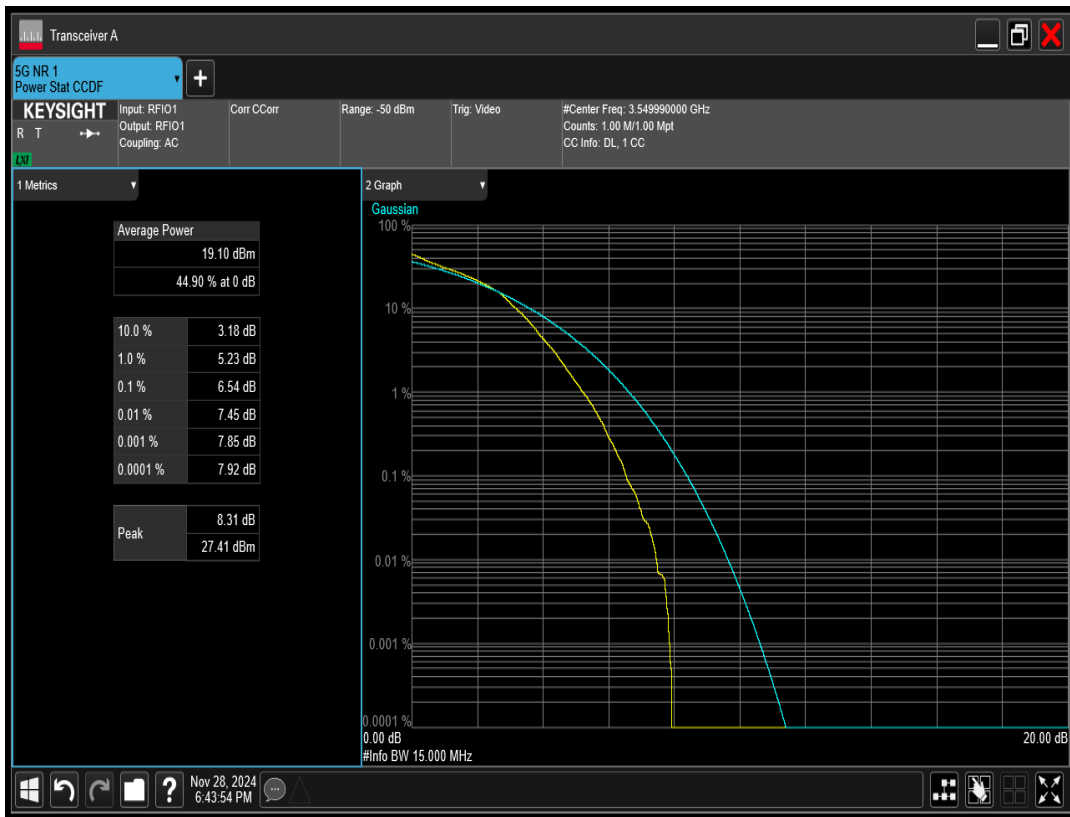 Transceiver A
5G NR 1
Power Stat CCDF
+
KEYSIGHT
R T
LXI
Input: RFIO1
Output: RFIO1
Coupling: AC
Corr CCorr
Range: -50 dBm
Trig: Video
#Center Freq: 3.549990000 GHz
Counts: 1.00 M/1.00 Mpt
CC Info: DL, 1 CC
1 Metrics
Average Power
19.10 dBm
44.90 % at 0 dB
10.0 % 3.18 dB
1.0 % 5.23 dB
0.1 % 6.54 dB
0.01 % 7.45 dB
0.001 % 7.85 dB
0.0001 % 7.92 dB
Peak
8.31 dB
27.41 dBm
2 Graph
Gaussian
100 %
10 %
1 %
0.1 %
0.01 %
0.001 %
0.0001 %
0.00 dB 20.00 dB
#Info BW 15.000 MHz
?
Nov 28, 2024
6:43:54 PM